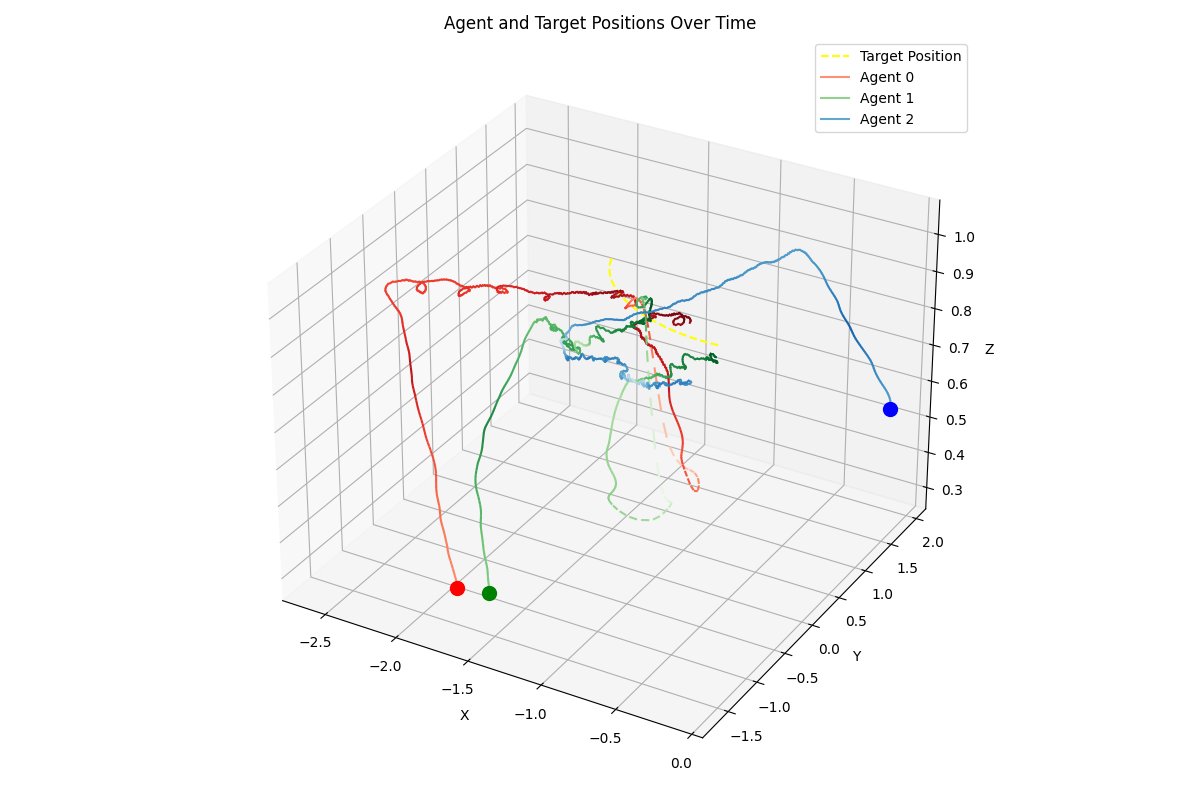 Agent and Target Positions Over Time
Target Position
Agent 0
Agent 1
Agent 2
1.0
0.9
0.8
0.7
0.6
0.5
0.4
0.3
Z
2.0
1.5
1.0
0.5
0.0
−0.5
−1.0
−1.5
Y
−2.5
−2.0
−1.5
−1.0
−0.5
0.0
X